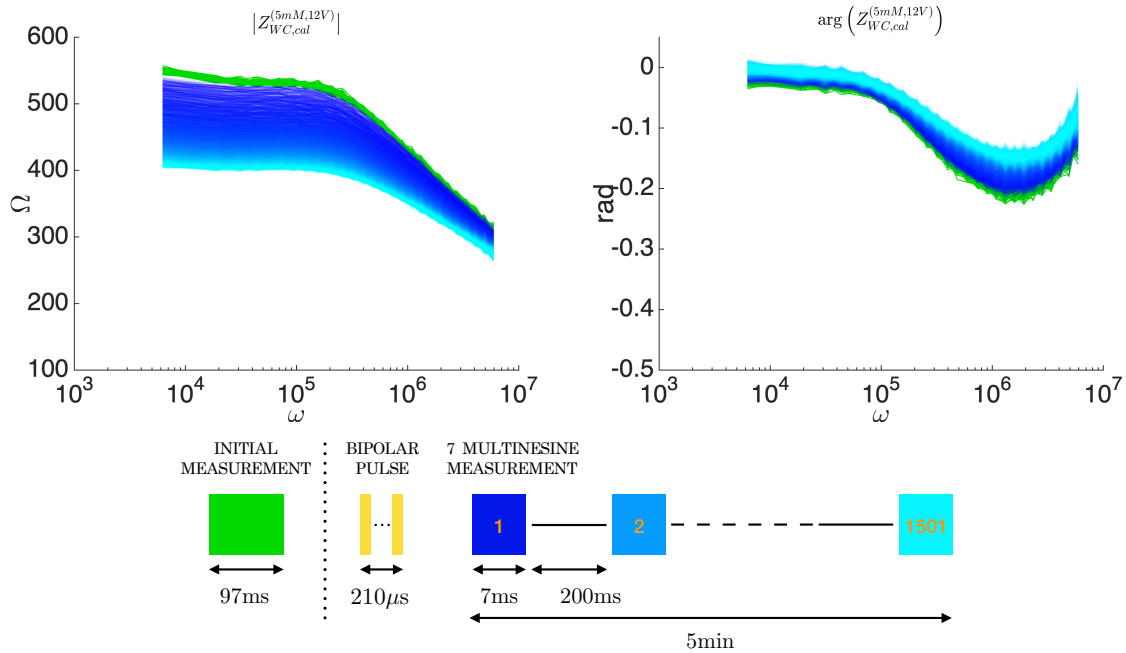 |Z_{WC,cal}^{(5mM,12V)}|
600
500
400
300
200
100
Ω
10^3
10^4
10^5
10^6
10^7
ω
arg(Z_{WC,cal}^{(5mM,12V)})
0
-0.1
-0.2
-0.3
-0.4
-0.5
rad
10^3
10^4
10^5
10^6
10^7
ω
INITIAL
MEASUREMENT
BIPOLAR
PULSE
7 MULTINESINE
MEASUREMENT
...
1
2
1501
97ms
210μs
7ms
200ms
5min